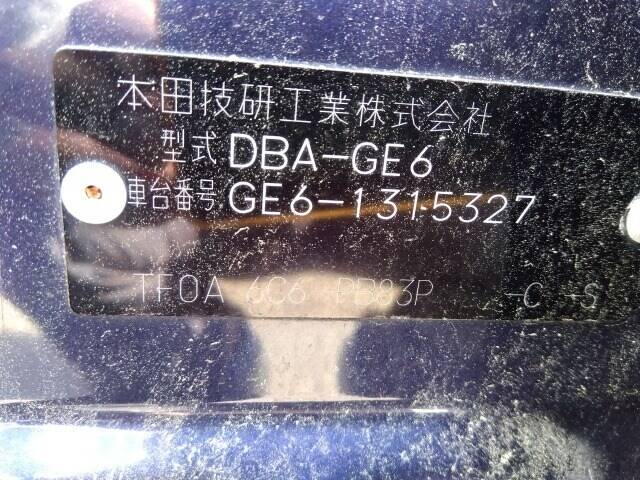 本田技研工業株式会社
型式 DBA-GE6
車台番号 GE6-1315327
TF0A 6C6 PB83P -C -S